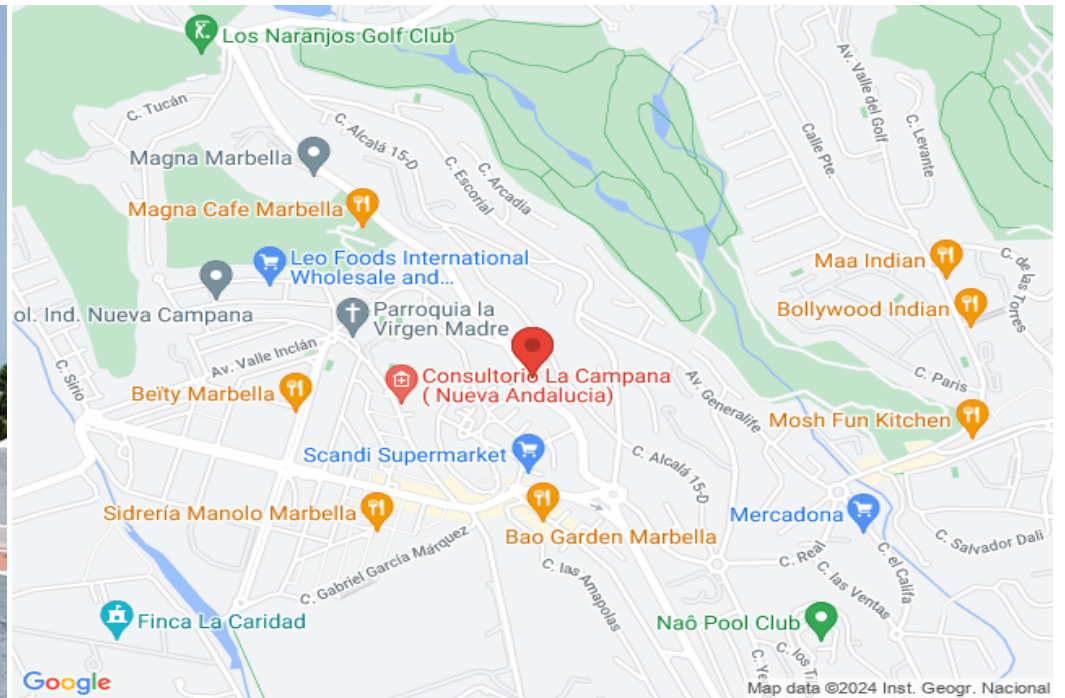 Los Naranjos Golf Club
C. Tucán
C. Alcalá 15-D
Av. Valle del Golf
C. Levante
Calle Pte.
Magna Marbella
C. Escorial
C. Arcadia
Magna Cafe Marbella
Leo Foods International
Wholesale and...
Maa Indian
C. de las Torres
ol. Ind. Nueva Campana
Parroquia la
Virgen Madre
Bollywood Indian
Av. Valle Inclán
C. Sirio
Consultorio La Campana
( Nueva Andalucia)
Av. Generalife
C. París
Beïty Marbella
Mosh Fun Kitchen
Scandi Supermarket
C. Alcalá 15-D
Sidrería Manolo Marbella
Mercadona
Bao Garden Marbella
C. Salvador Dali
C. Gabriel García Márquez
C. las Amapolas
C. Real
C. el Califa
C. las Ventas
Finca La Caridad
Naô Pool Club
C. Ye
C. los Tri
Google
Map data ©2024 Inst. Geogr. Nacional